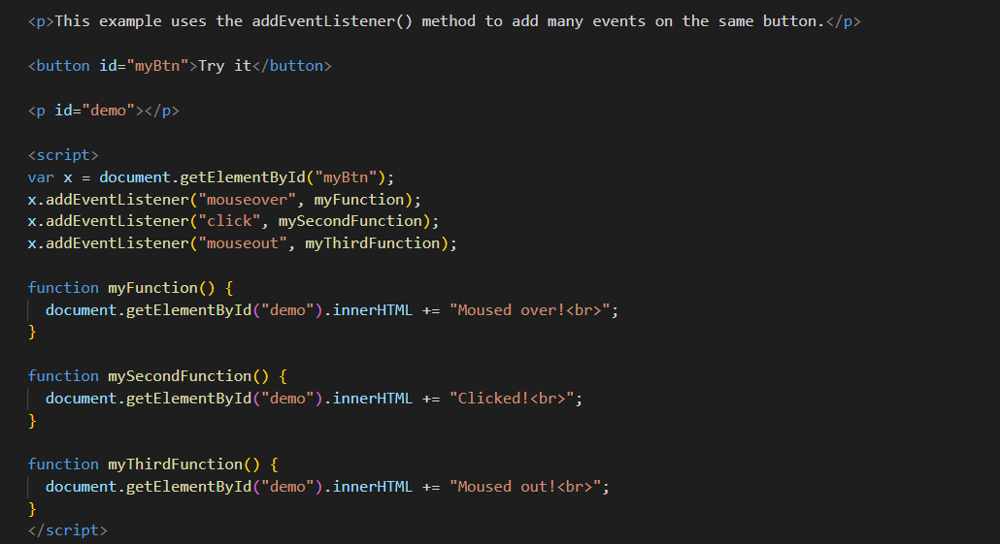 <p>This example uses the addEventListener() method to add many events on the same button.</p>
<button id="myBtn">Try it</button>
<p id="demo"></p>
<script>
var x = document.getElementById("myBtn");
x.addEventListener("mouseover", myFunction);
x.addEventListener("click", mySecondFunction);
x.addEventListener("mouseout", myThirdFunction);
function myFunction() {
  document.getElementById("demo").innerHTML += "Moused over!<br>";
}
function mySecondFunction() {
  document.getElementById("demo").innerHTML += "Clicked!<br>";
}
function myThirdFunction() {
  document.getElementById("demo").innerHTML += "Moused out!<br>";
}
</script>